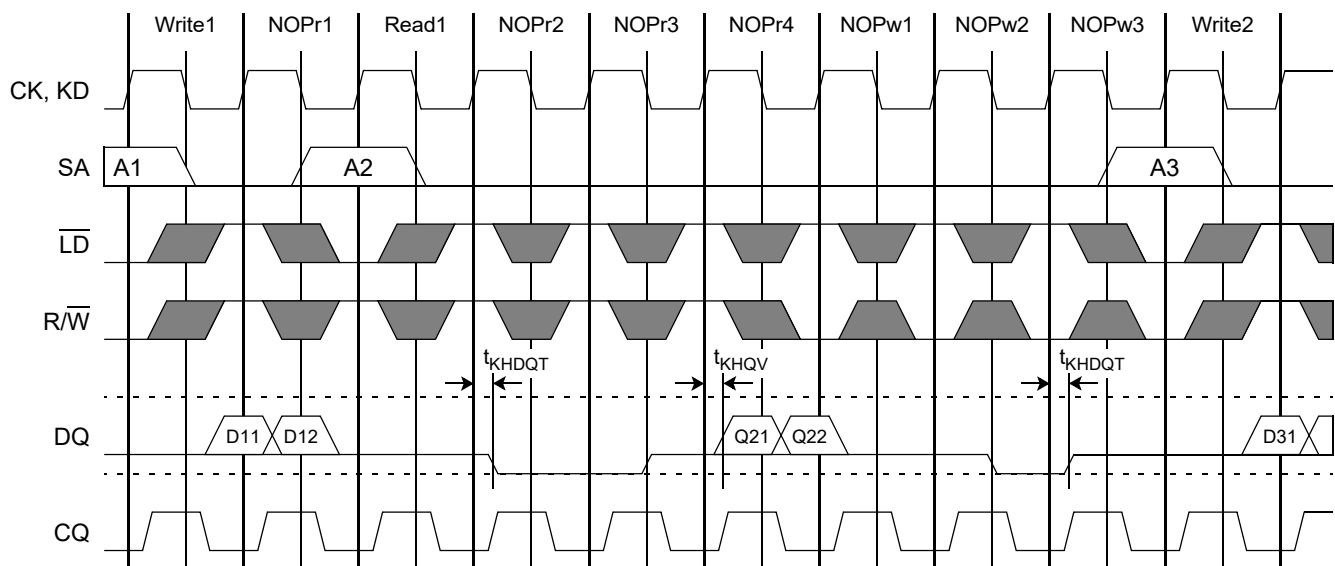 Write1 NOPr1 Read1 NOPr2 NOPr3 NOPr4 NOPw1 NOPw2 NOPw3 Write2
CK, KD
SA A1 A2 A3
L̅D̅
R/W̅
tKHDQT tKHQV tKHDQT
DQ D11 D12 Q21 Q22 D31
CQ